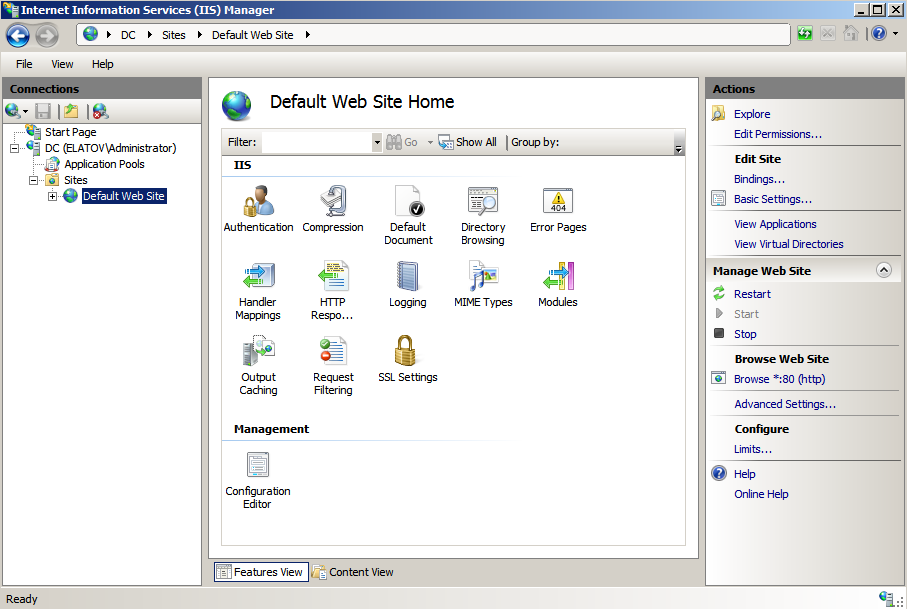 Internet Information Services (IIS) Manager
DC
Sites
Default Web Site
File
View
Help
Connections
Start Page
DC (ELATOV\Administrator)
Application Pools
Sites
Default Web Site
Default Web Site Home
Filter:
Go
Show All
Group by:
IIS
Authentication
Compression
Default
Document
Directory
Browsing
Error Pages
404
Handler
Mappings
HTTP
Respo...
Logging
MIME Types
Modules
Output
Caching
Request
Filtering
SSL Settings
Management
Configuration
Editor
Features View
Content View
Actions
Explore
Edit Permissions...
Edit Site
Bindings...
Basic Settings...
View Applications
View Virtual Directories
Manage Web Site
Restart
Start
Stop
Browse Web Site
Browse *:80 (http)
Advanced Settings...
Configure
Limits...
Help
Online Help
Ready